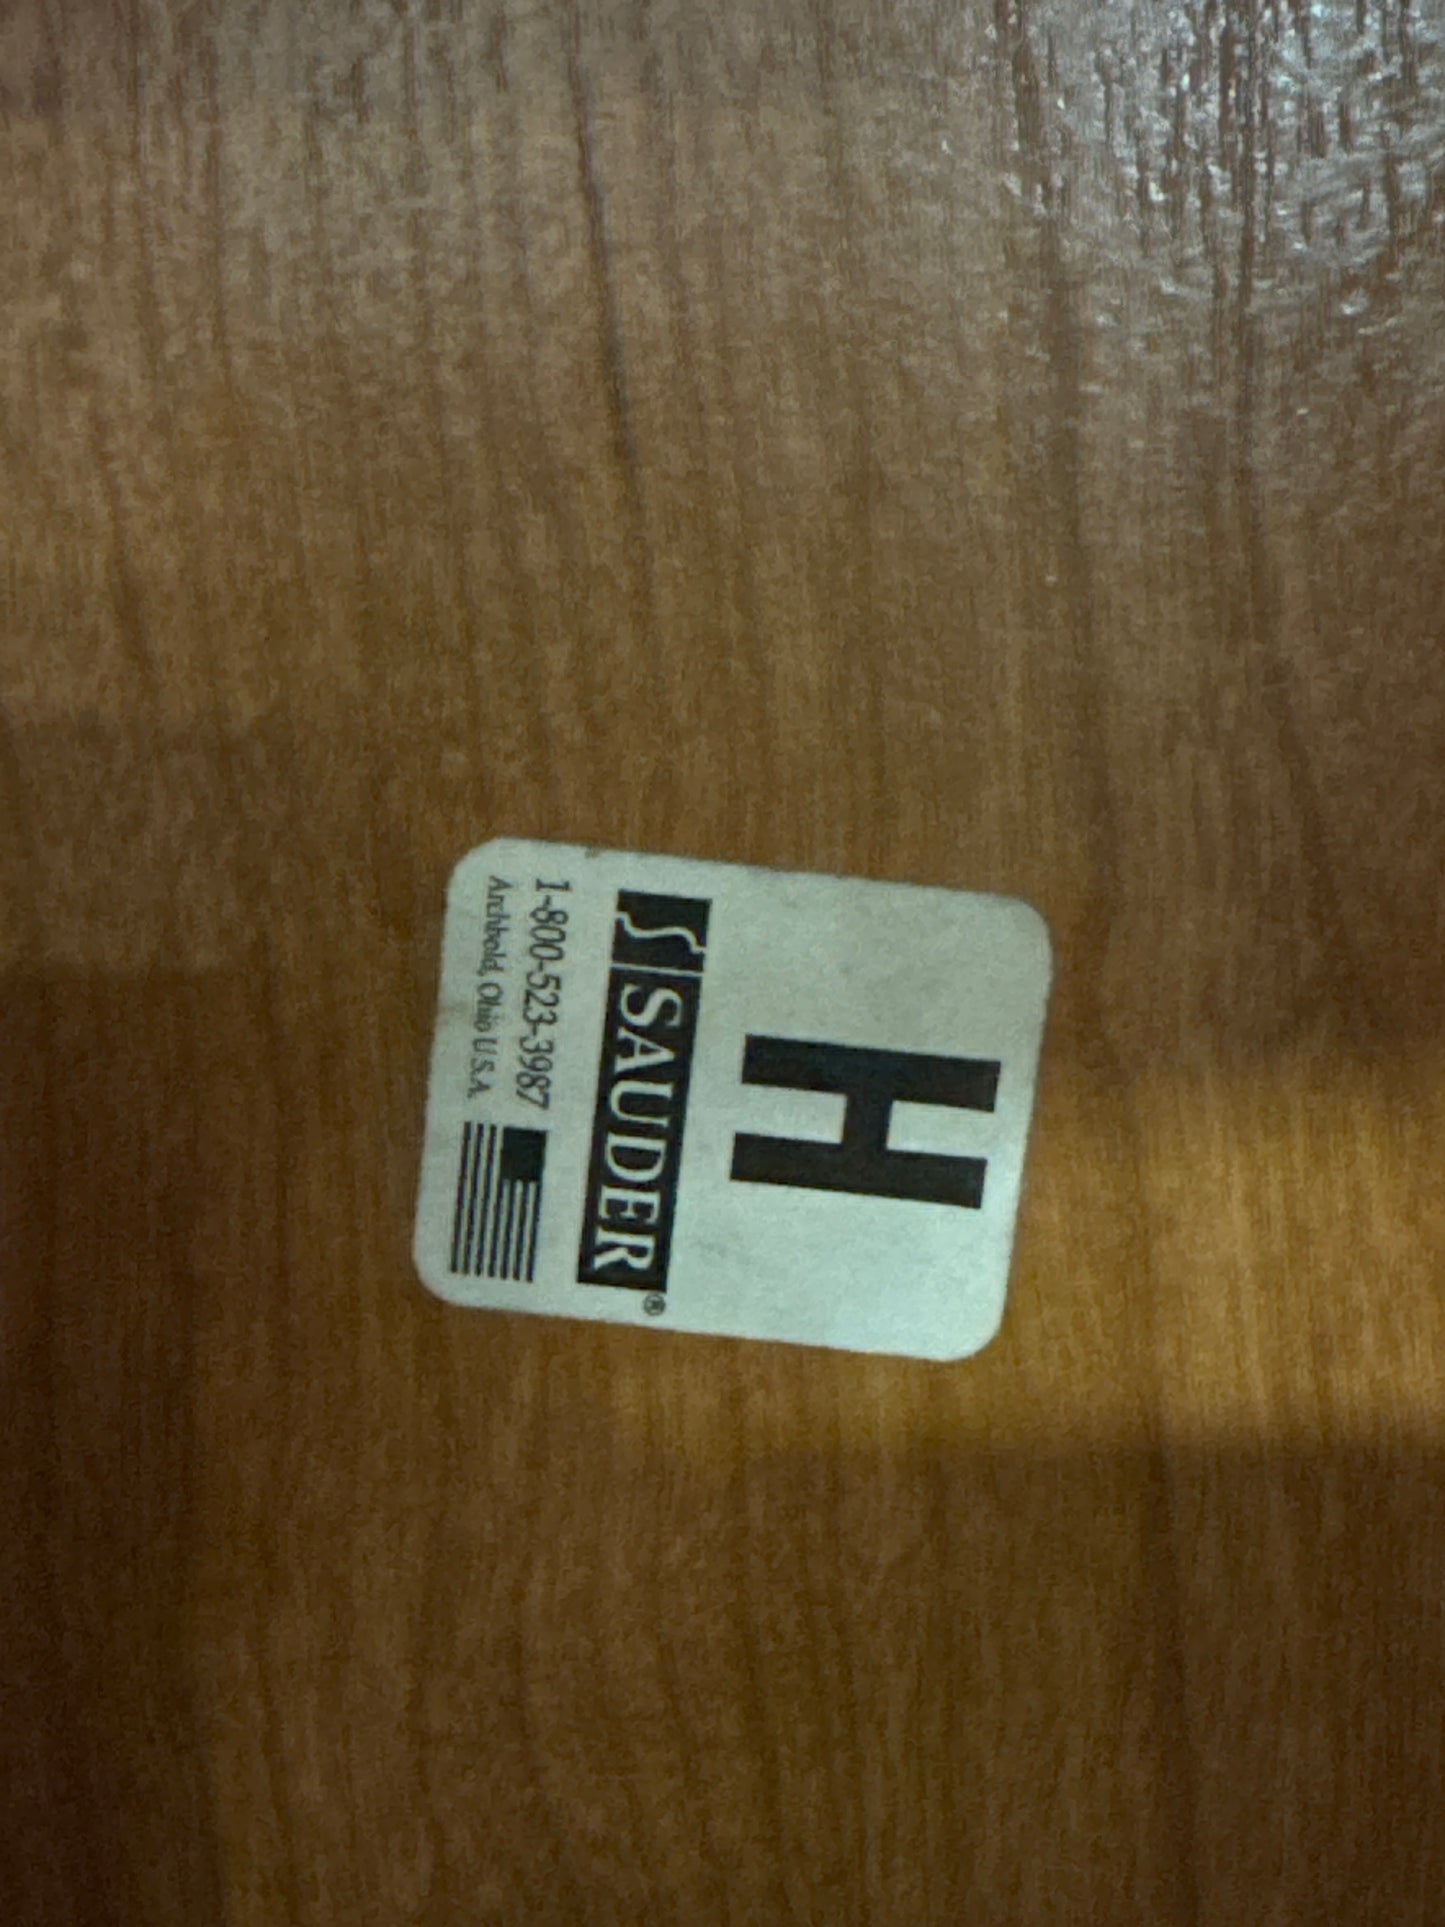 H
SAUDER®
1-800-523-3987
Archbold, Ohio U.S.A.